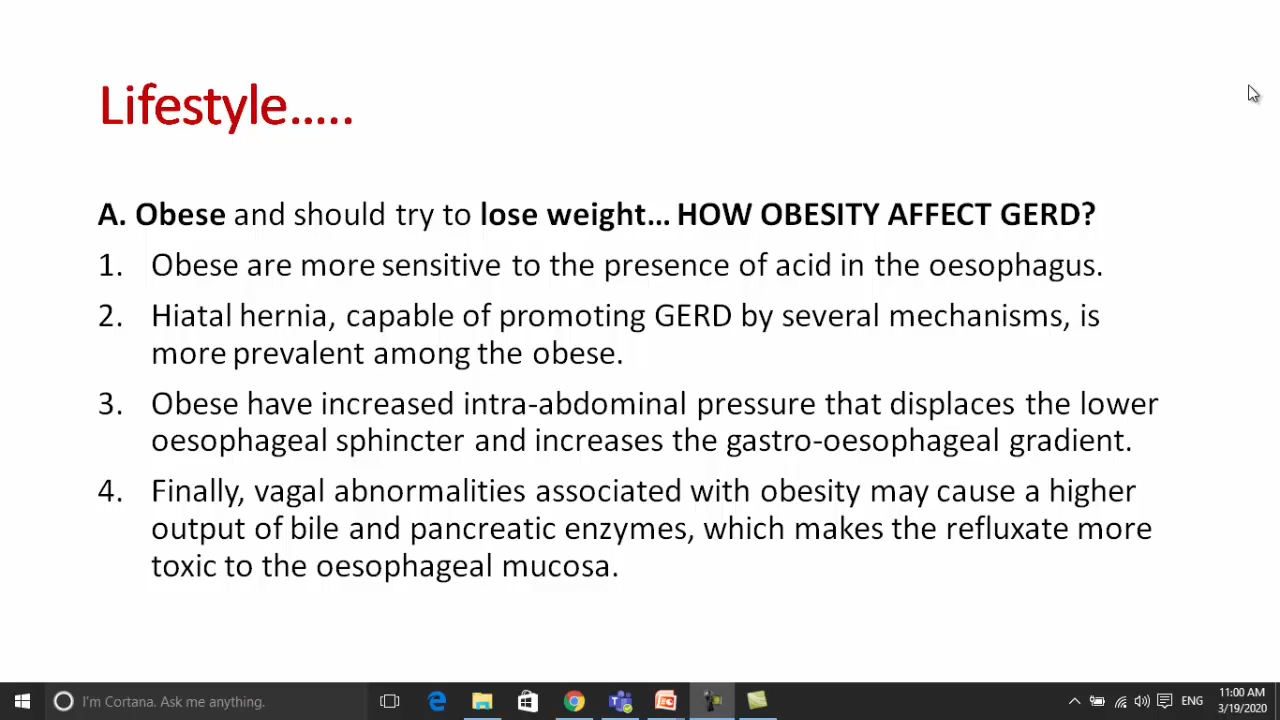 Lifestyle.....
A. Obese and should try to lose weight... HOW OBESITY AFFECT GERD?
1. Obese are more sensitive to the presence of acid in the oesophagus.
2. Hiatal hernia, capable of promoting GERD by several mechanisms, is
more prevalent among the obese.
3. Obese have increased intra-abdominal pressure that displaces the lower
oesophageal sphincter and increases the gastro-oesophageal gradient.
4. Finally, vagal abnormalities associated with obesity may cause a higher
output of bile and pancreatic enzymes, which makes the refluxate more
toxic to the oesophageal mucosa.
I'm Cortana. Ask me anything.
ENG
11:00 AM
3/19/2020